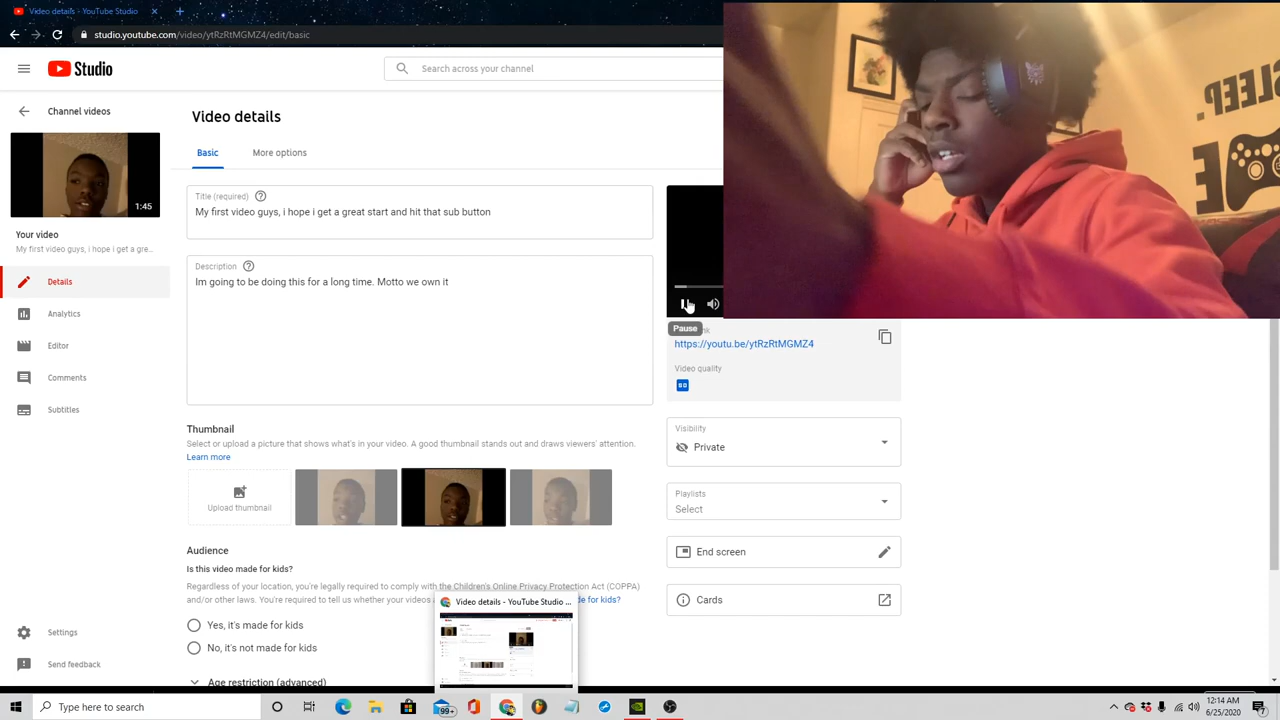 Video details - YouTube Studio
studio.youtube.com/video/ytRzRtMGMZ4/edit/basic
Studio
Search across your channel
Channel videos
Video details
Basic
More options
1:45
Title (required)
My first video guys, i hope i get a great start and hit that sub button
Your video
My first video guys, i hope i get a gre...
Description
Im going to be doing this for a long time. Motto we own it
Details
Analytics
Editor
Comments
Subtitles
SLEEP
Pause
https://youtu.be/ytRzRtMGMZ4
Video quality
SD
Visibility
Private
Playlists
Select
End screen
Cards
Thumbnail
Select or upload a picture that shows what's in your video. A good thumbnail stands out and draws viewers' attention.
Learn more
Upload thumbnail
Audience
Is this video made for kids?
Regardless of your location, you're legally required to comply with the Children's Online Privacy Protection Act (COPPA)
and/or other laws. You're required to tell us whether your videos de for kids?
Video details - YouTube Studio ...
Yes, it's made for kids
No, it's not made for kids
Age restriction (advanced)
Settings
Send feedback
Type here to search
99+
12:14 AM
6/25/2020
7